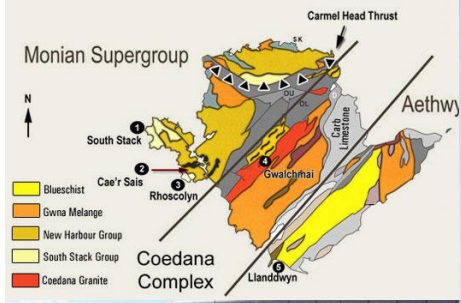 Carmel Head Thrust
Monian Supergroup
SK
OU
OL
Aethwy
N
Carb
Limestone
1
South Stack
2
Cae'r Sais
3
Rhoscolyn
4
Gwalchmai
Blueschist
Gwna Melange
New Harbour Group
South Stack Group
Coedana Granite
Coedana
Complex
5
Llanddwyn